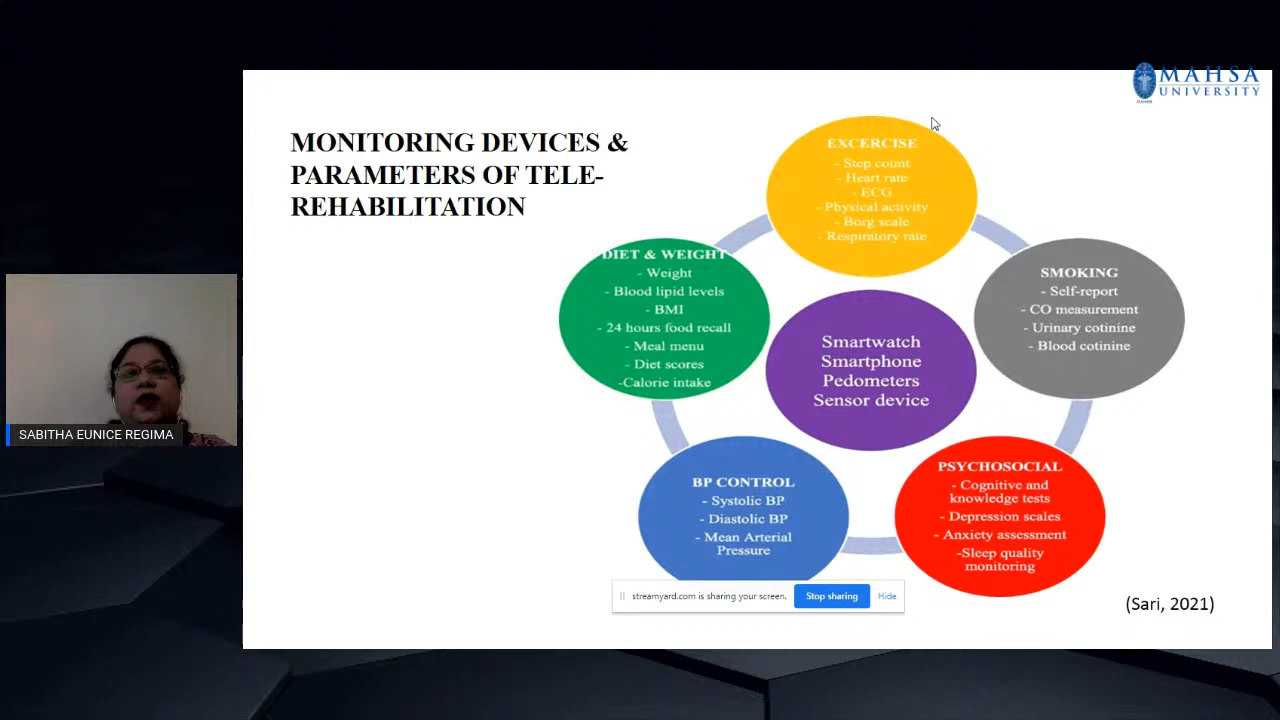 MAHSA
UNIVERSITY
MONITORING DEVICES &
PARAMETERS OF TELE-
REHABILITATION
EXCERCISE
- Step count
- Heart rate
- ECG
- Physical activity
- Borg scale
- Respiratory rate
DIET & WEIGHT
- Weight
- Blood lipid levels
- BMI
- 24 hours food recall
- Meal menu
- Diet scores
-Calorie intake
SMOKING
- Self-report
- CO measurement
- Urinary cotinine
- Blood cotinine
Smartwatch
Smartphone
Pedometers
Sensor device
SABITHA EUNICE REGIMA
BP CONTROL
- Systolic BP
- Diastolic BP
- Mean Arterial
Pressure
PSYCHOSOCIAL
- Cognitive and
knowledge tests
- Depression scales
- Anxiety assessment
-Sleep quality
monitoring
streamyard.com is sharing your screen.
Stop sharing
Hide
(Sari, 2021)